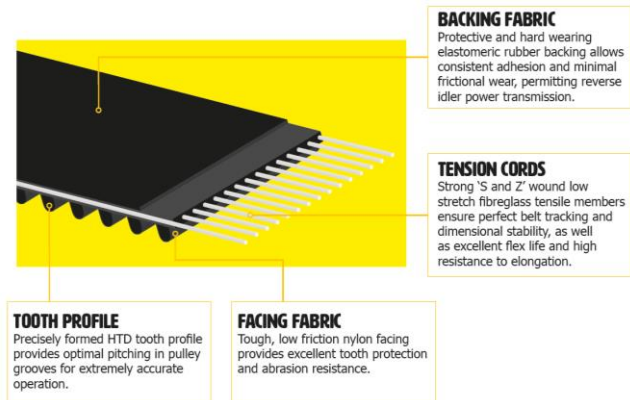 BACKING FABRIC
Protective and hard wearing
elastomeric rubber backing allows
consistent adhesion and minimal
frictional wear, permitting reverse
idler power transmission.
TENSION CORDS
Strong ‘S and Z’ wound low
stretch fibreglass tensile members
ensure perfect belt tracking and
dimensional stability, as well
as excellent flex life and high
resistance to elongation.
TOOTH PROFILE
Precisely formed HTD tooth profile
provides optimal pitching in pulley
grooves for extremely accurate
operation.
FACING FABRIC
Tough, low friction nylon facing
provides excellent tooth protection
and abrasion resistance.